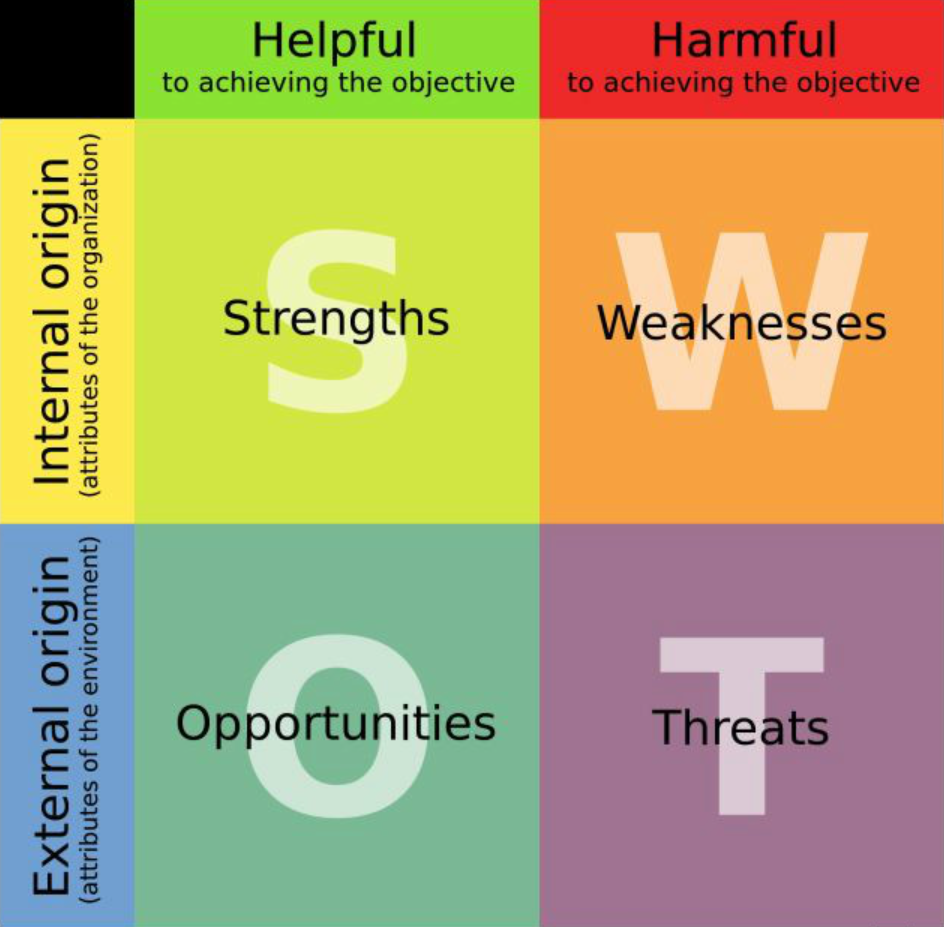 Helpful
to achieving the objective
Harmful
to achieving the objective
Internal origin
(attributes of the organization)
S
Strengths
W
Weaknesses
External origin
(attributes of the environment)
O
Opportunities
T
Threats